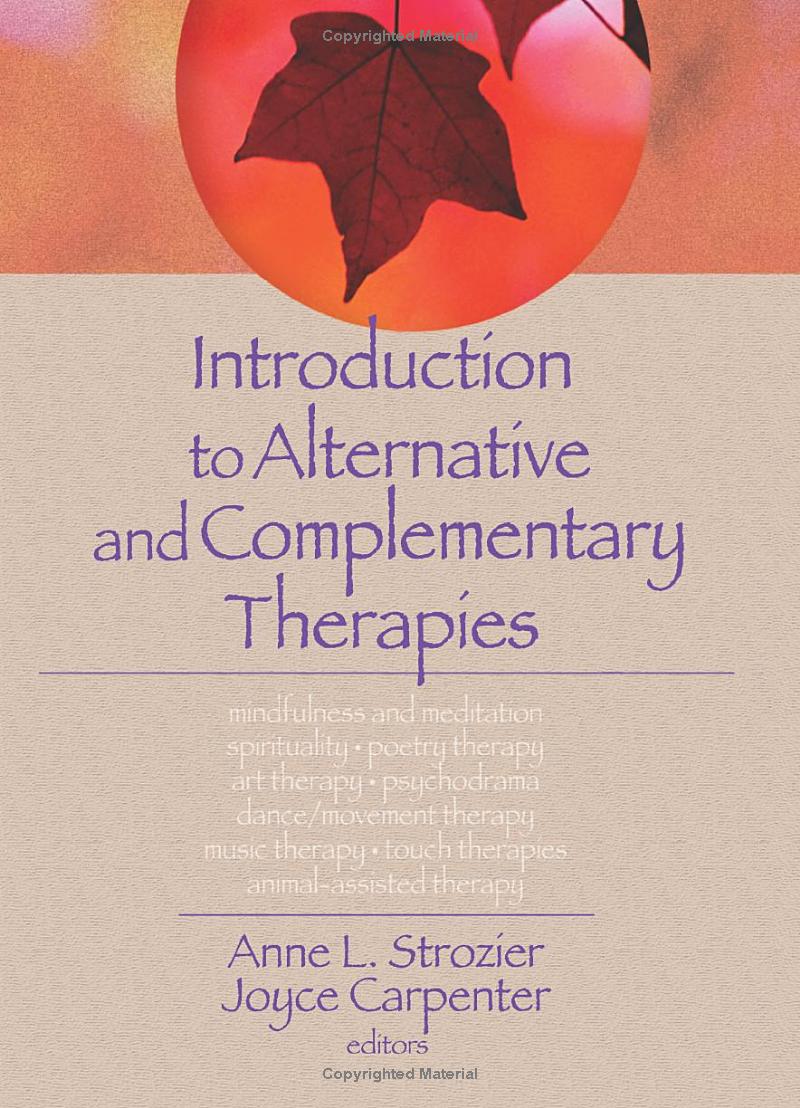 Copyrighted Material
Introduction
to Alternative
and Complementary
Therapies
mindfulness and meditation
spirituality • poetry therapy
art therapy • psychodrama
dance/movement therapy
music therapy • touch therapies
animal-assisted therapy
Anne L. Strozier
Joyce Carpenter
editors
Copyrighted Material